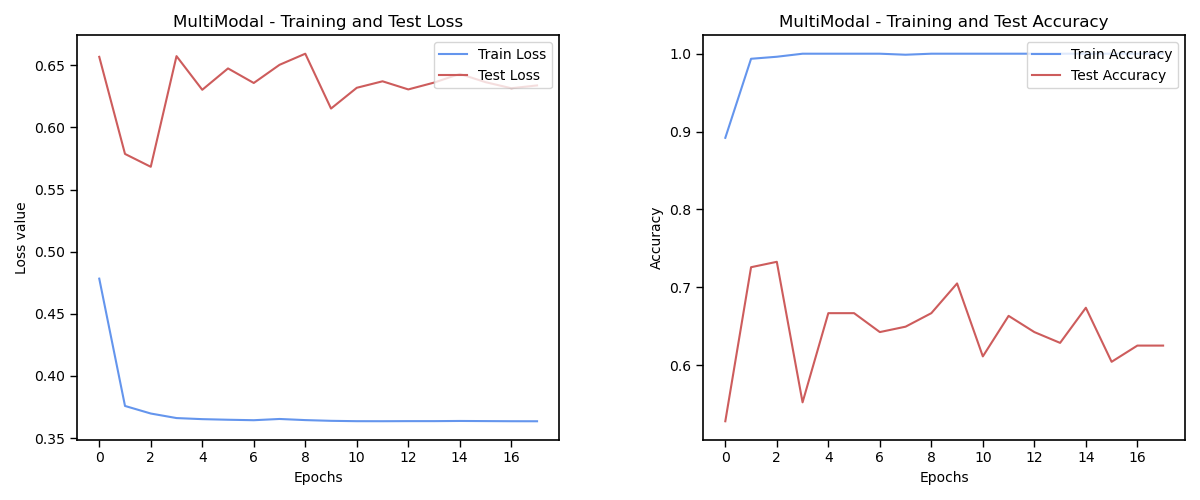 MultiModal - Training and Test Loss
Train Loss
Test Loss
0.65
0.60
0.55
0.50
0.45
0.40
0.35
Loss value
0 2 4 6 8 10 12 14 16
Epochs
MultiModal - Training and Test Accuracy
Train Accuracy
Test Accuracy
1.0
0.9
0.8
0.7
0.6
Accuracy
0 2 4 6 8 10 12 14 16
Epochs